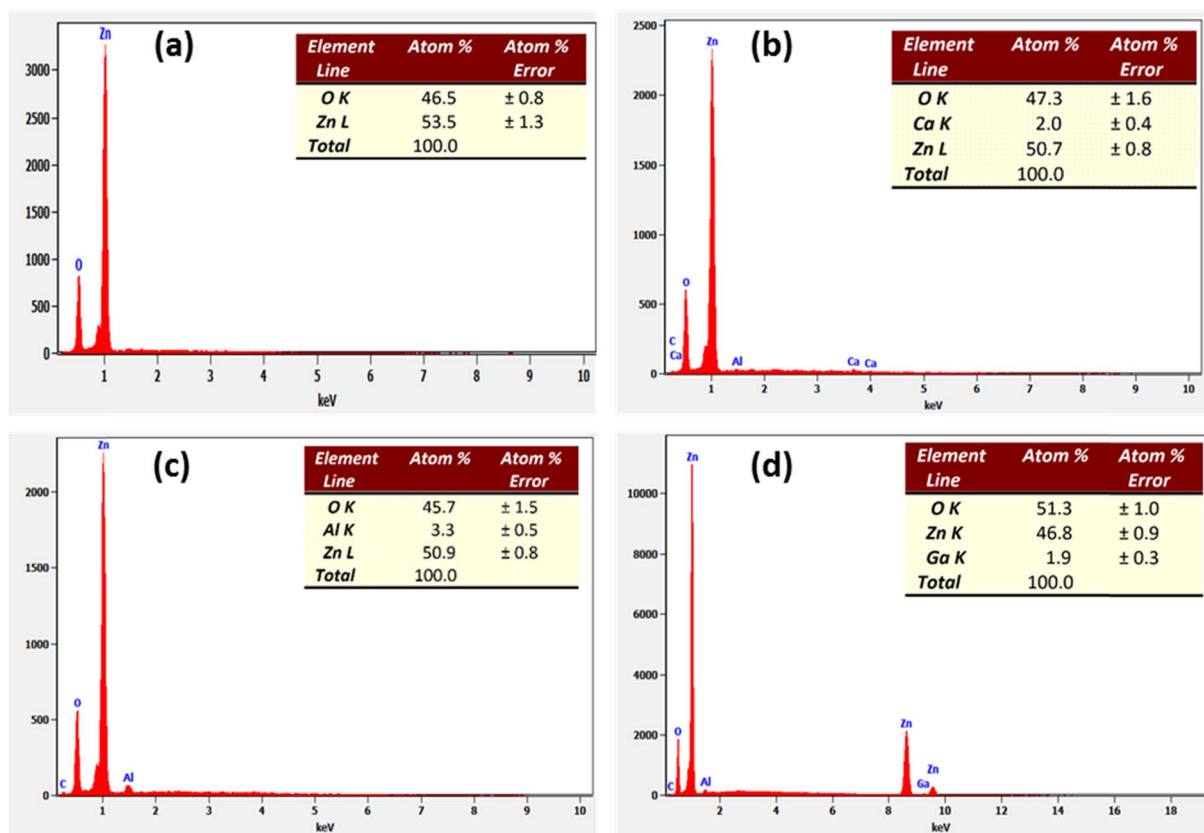 (a)
Zn
O
3000
2500
2000
1500
1000
500
0
1 2 3 4 5 6 7 8 9 10
keV
Element Line Atom % Atom % Error
O K 46.5 ± 0.8
Zn L 53.5 ± 1.3
Total 100.0
(b)
Zn
O
C
Ca
Al
Ca Ca
2500
2000
1500
1000
500
0
1 2 3 4 5 6 7 8 9 10
keV
Element Line Atom % Atom % Error
O K 47.3 ± 1.6
Ca K 2.0 ± 0.4
Zn L 50.7 ± 0.8
Total 100.0
(c)
Zn
O
C
Al
2000
1500
1000
500
0
1 2 3 4 5 6 7 8 9 10
keV
Element Line Atom % Atom % Error
O K 45.7 ± 1.5
Al K 3.3 ± 0.5
Zn L 50.9 ± 0.8
Total 100.0
(d)
Zn
O
C
Al
Zn
Ga
Zn
10000
8000
6000
4000
2000
0
2 4 6 8 10 12 14 16 18
keV
Element Line Atom % Atom % Error
O K 51.3 ± 1.0
Zn K 46.8 ± 0.9
Ga K 1.9 ± 0.3
Total 100.0